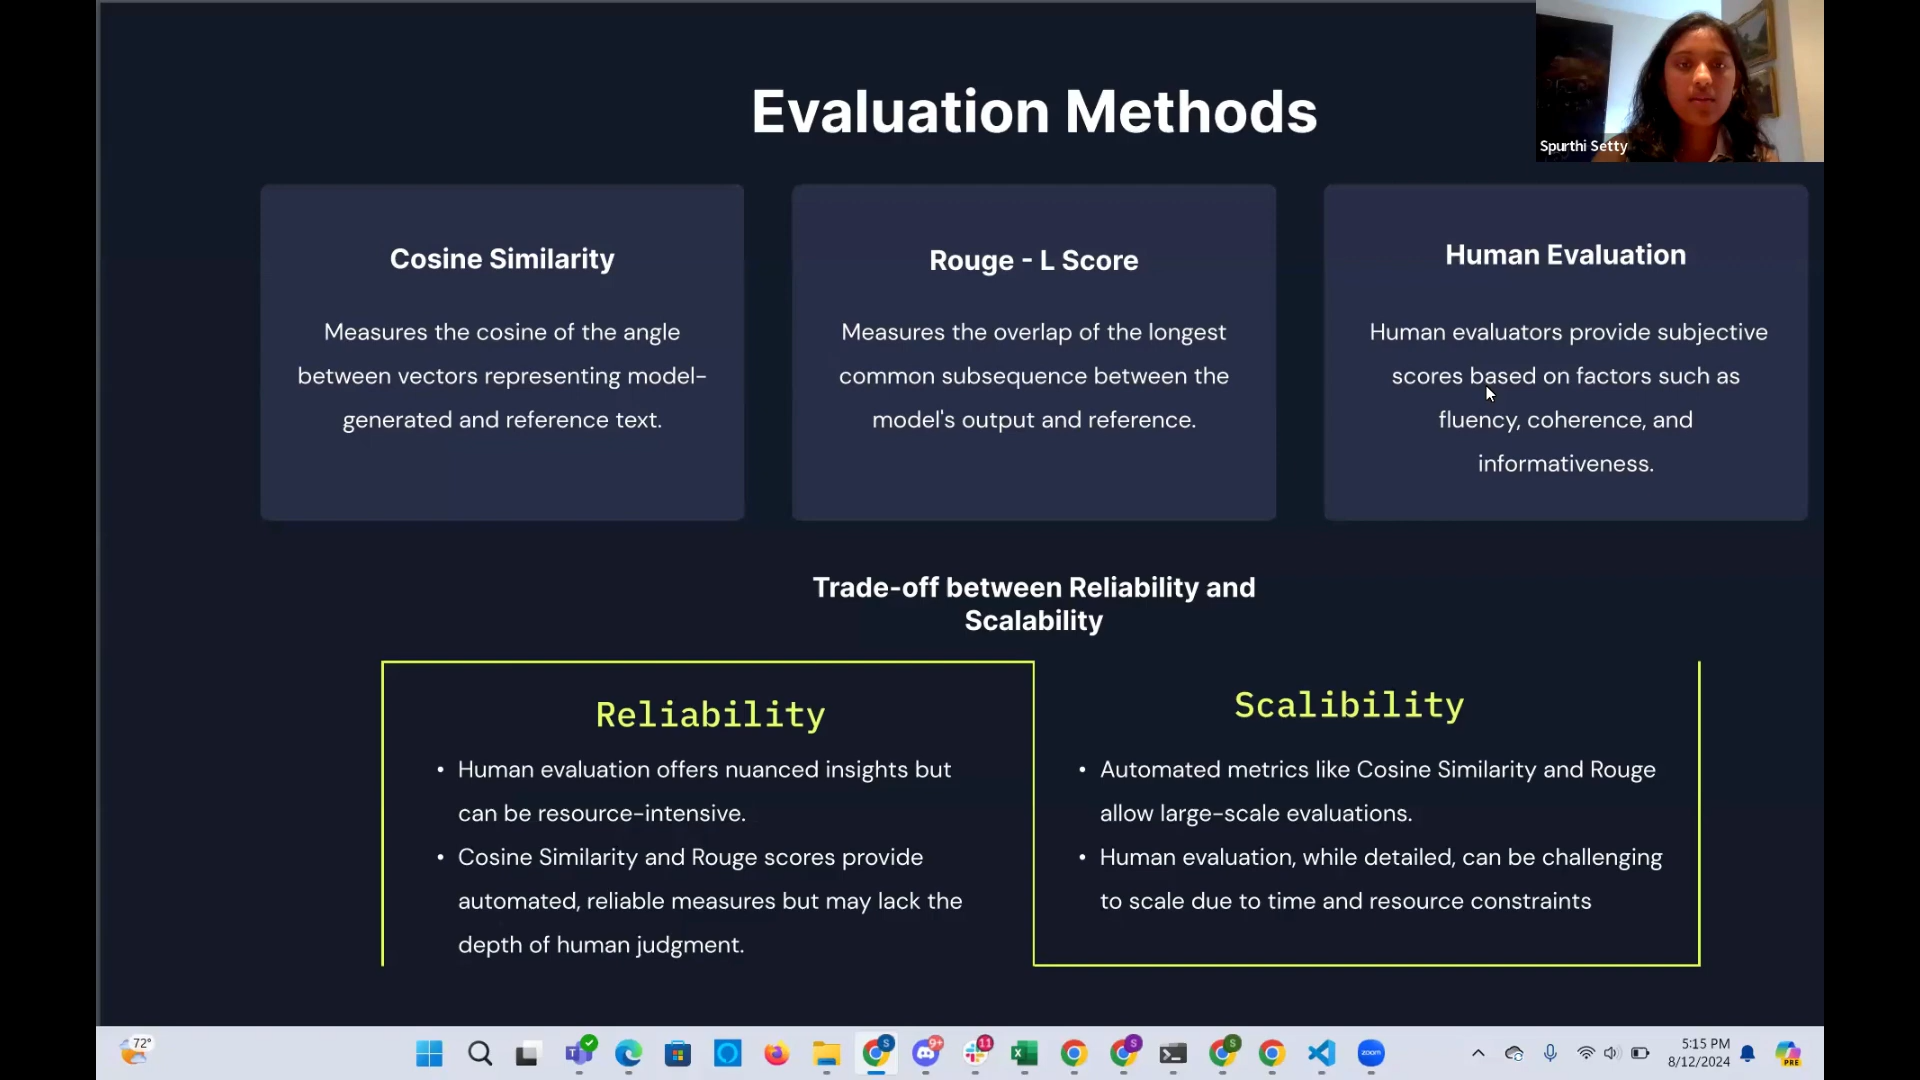 Evaluation Methods
Spurthi Setty
Cosine Similarity
Measures the cosine of the angle
between vectors representing model-
generated and reference text.
Rouge - L Score
Measures the overlap of the longest
common subsequence between the
model's output and reference.
Human Evaluation
Human evaluators provide subjective
scores based on factors such as
fluency, coherence, and
informativeness.
Trade-off between Reliability and
Scalability
Reliability
• Human evaluation offers nuanced insights but
can be resource-intensive.
• Cosine Similarity and Rouge scores provide
automated, reliable measures but may lack the
depth of human judgment.
Scalibility
• Automated metrics like Cosine Similarity and Rouge
allow large-scale evaluations.
• Human evaluation, while detailed, can be challenging
to scale due to time and resource constraints
72°
9+
11
S
S
S
zoom
5:15 PM
8/12/2024
PRE